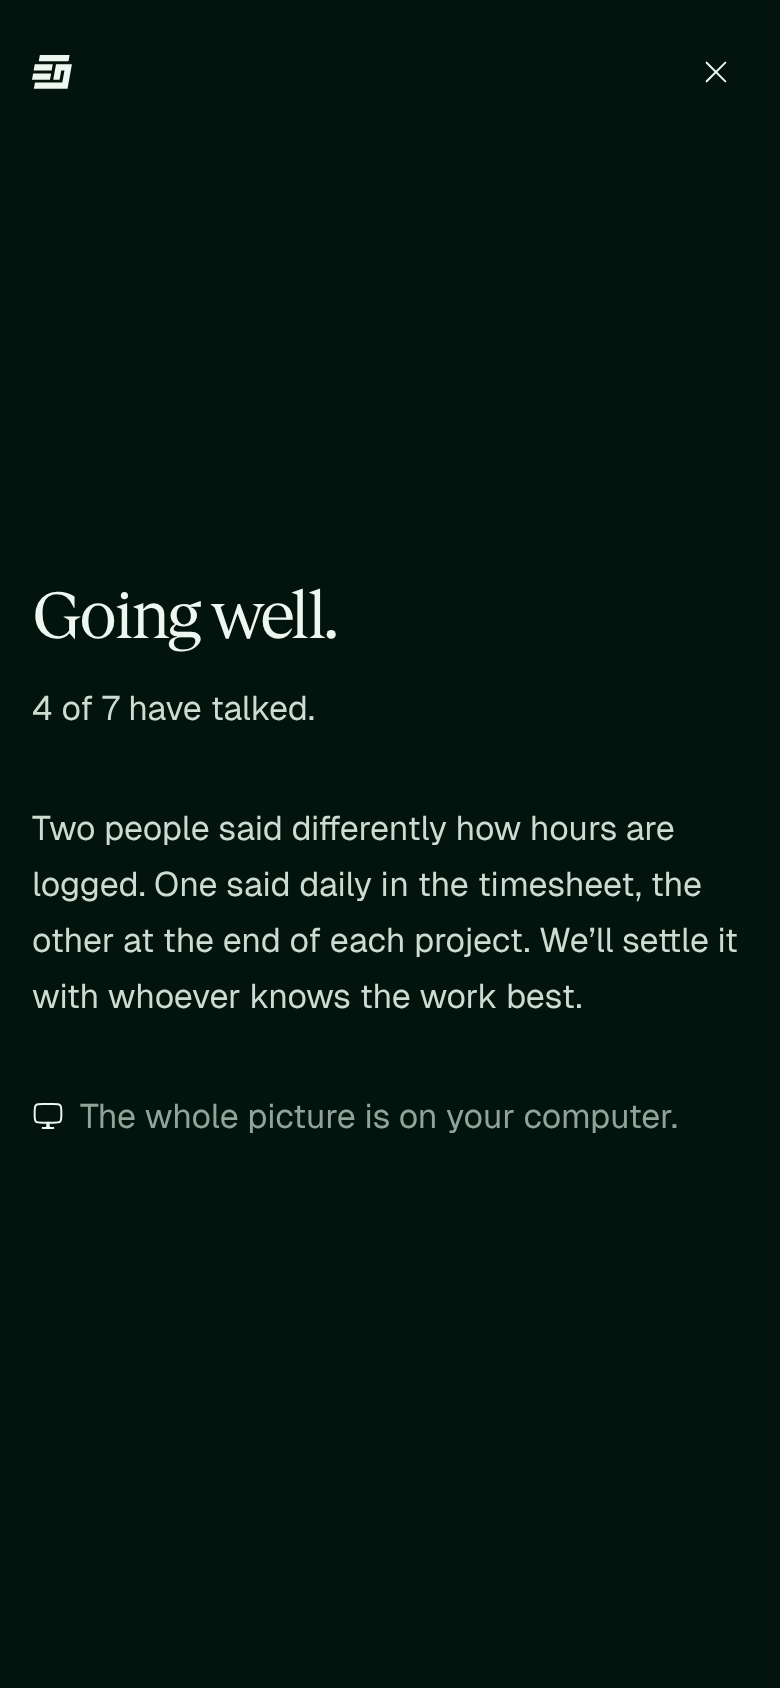 Going well.
4 of 7 have talked.
Two people said differently how hours are
logged. One said daily in the timesheet, the
other at the end of each project. We’ll settle it
with whoever knows the work best.
The whole picture is on your computer.